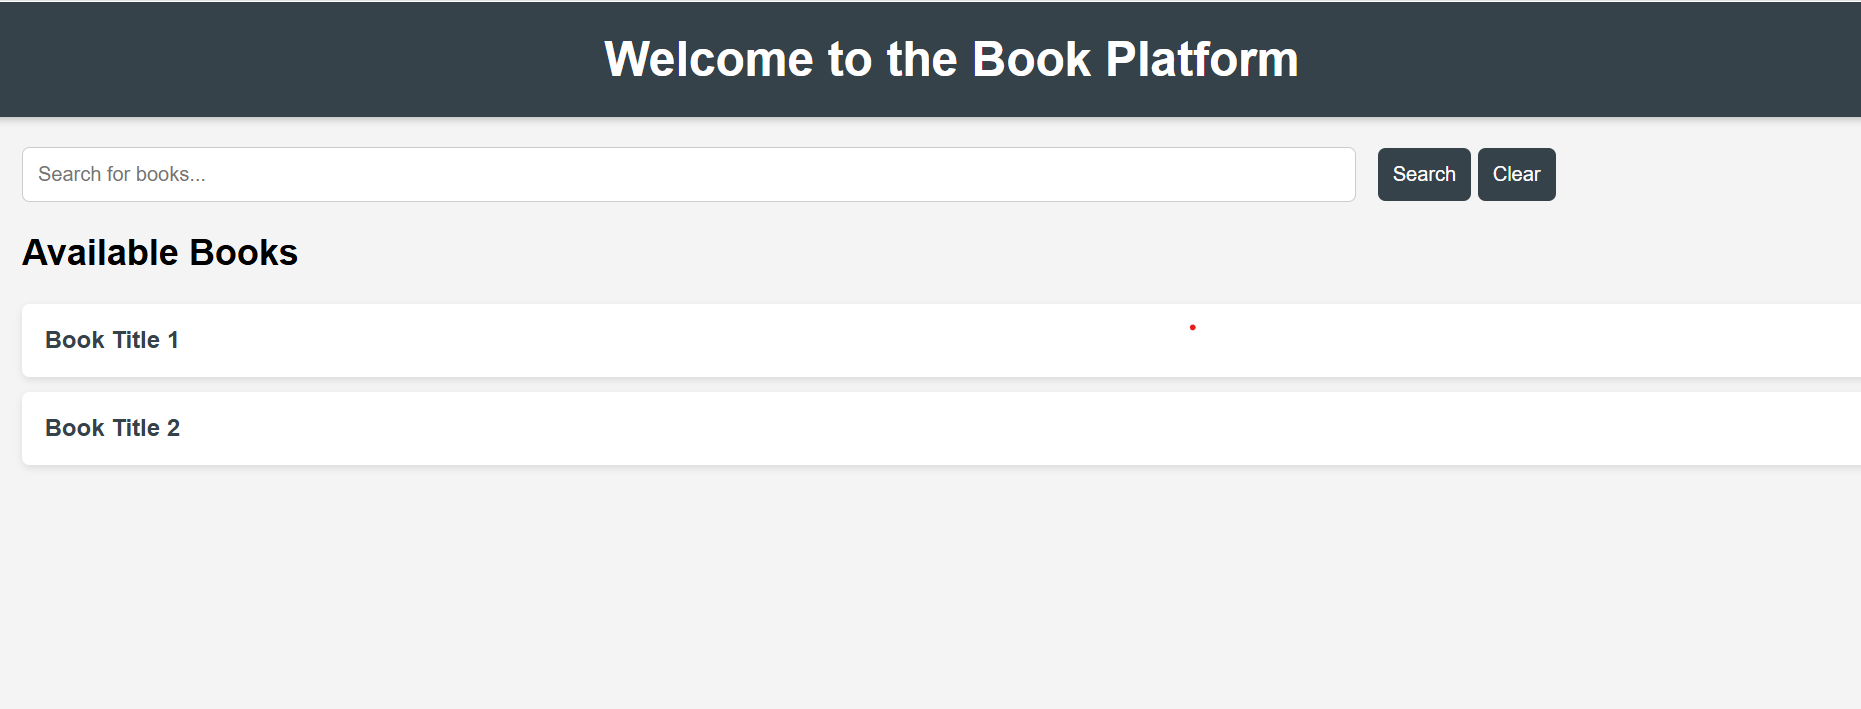 Welcome to the Book Platform
Search for books...
Search
Clear
Available Books
Book Title 1
Book Title 2